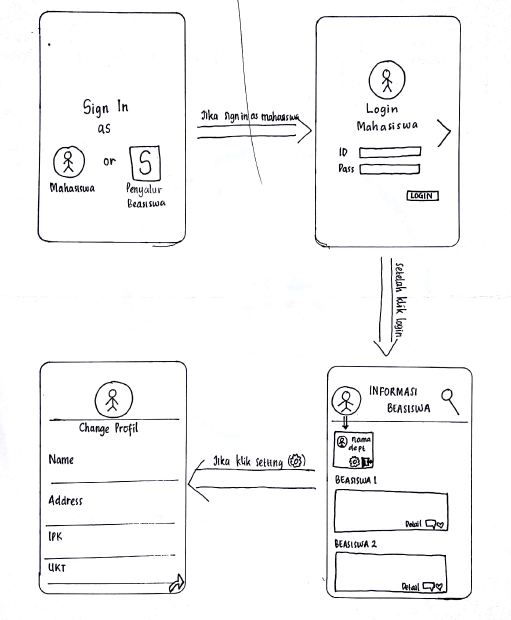 Sign In
as
or
S
Mahasiswa
Penyalur
Beasiswa
Jika sign in as mahasiswa
Login
Mahasiswa
ID
Pass
LOGIN
setelah klik login
INFORMASI
BEASISWA
nama
dept
BEASISWA 1
Detail
BEASISWA 2
Detail
Jika klik setting ( )
Change Profil
Name
Address
IPK
UKT